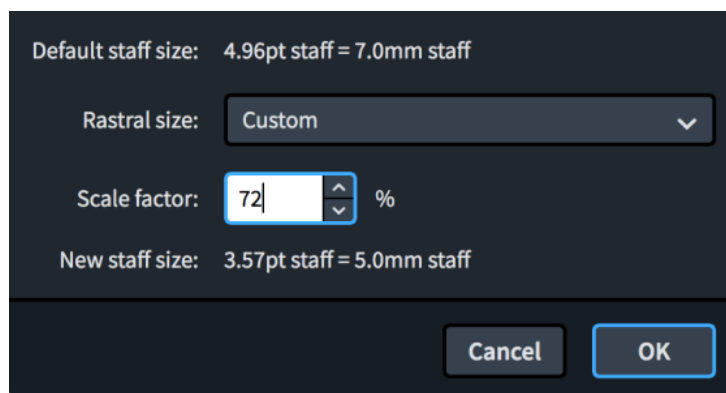 Default staff size: 4.96pt staff = 7.0mm staff
Rastral size: Custom
Scale factor: 72 %
New staff size: 3.57pt staff = 5.0mm staff
Cancel OK